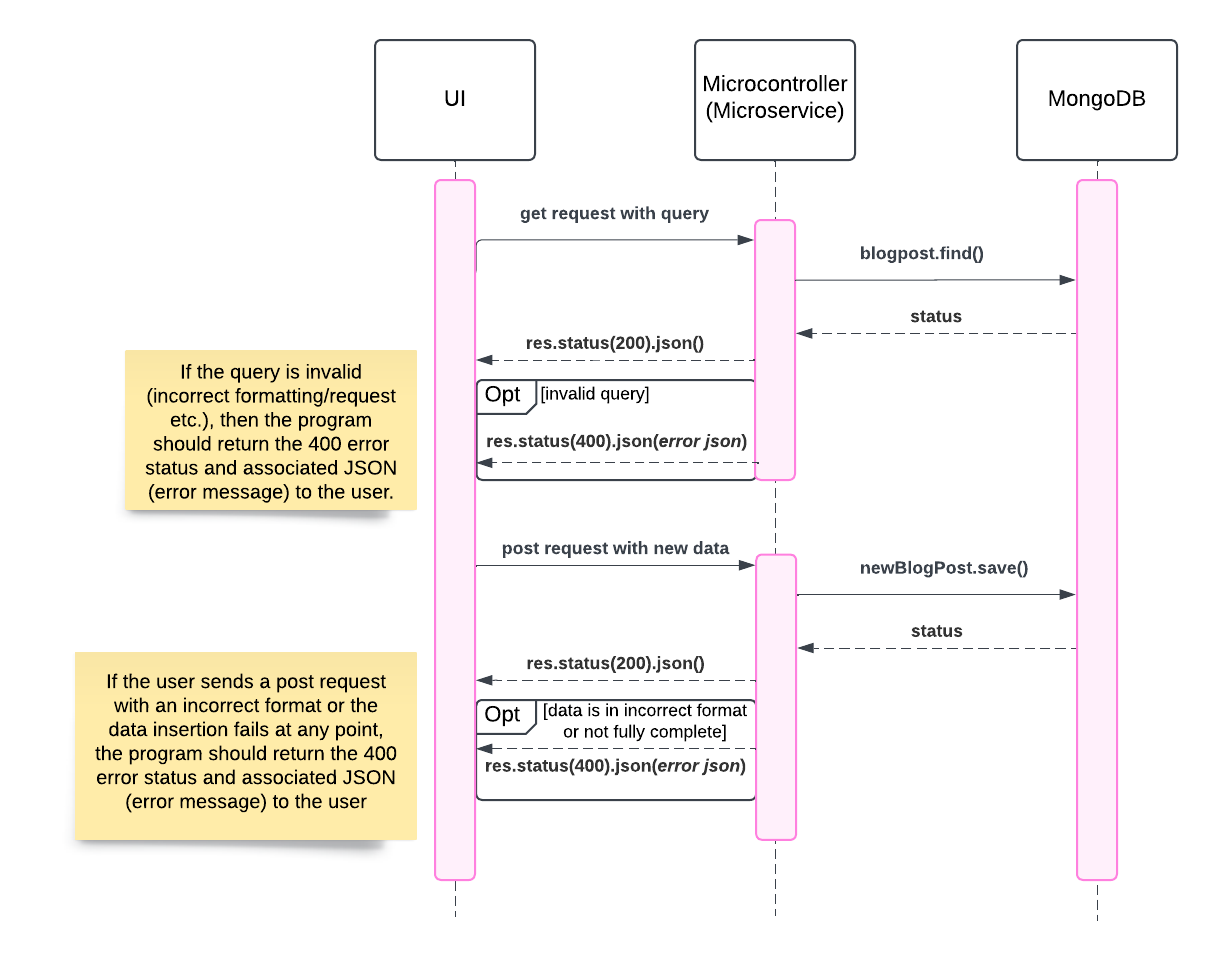 UI
Microcontroller
(Microservice)
MongoDB
get request with query
blogpost.find()
status
res.status(200).json()
Opt
[invalid query]
res.status(400).json(error json)
If the query is invalid
(incorrect formatting/request
etc.), then the program
should return the 400 error
status and associated JSON
(error message) to the user.
post request with new data
newBlogPost.save()
status
res.status(200).json()
Opt
[data is in incorrect format
or not fully complete]
res.status(400).json(error json)
If the user sends a post request
with an incorrect format or the
data insertion fails at any point,
the program should return the 400
error status and associated JSON
(error message) to the user